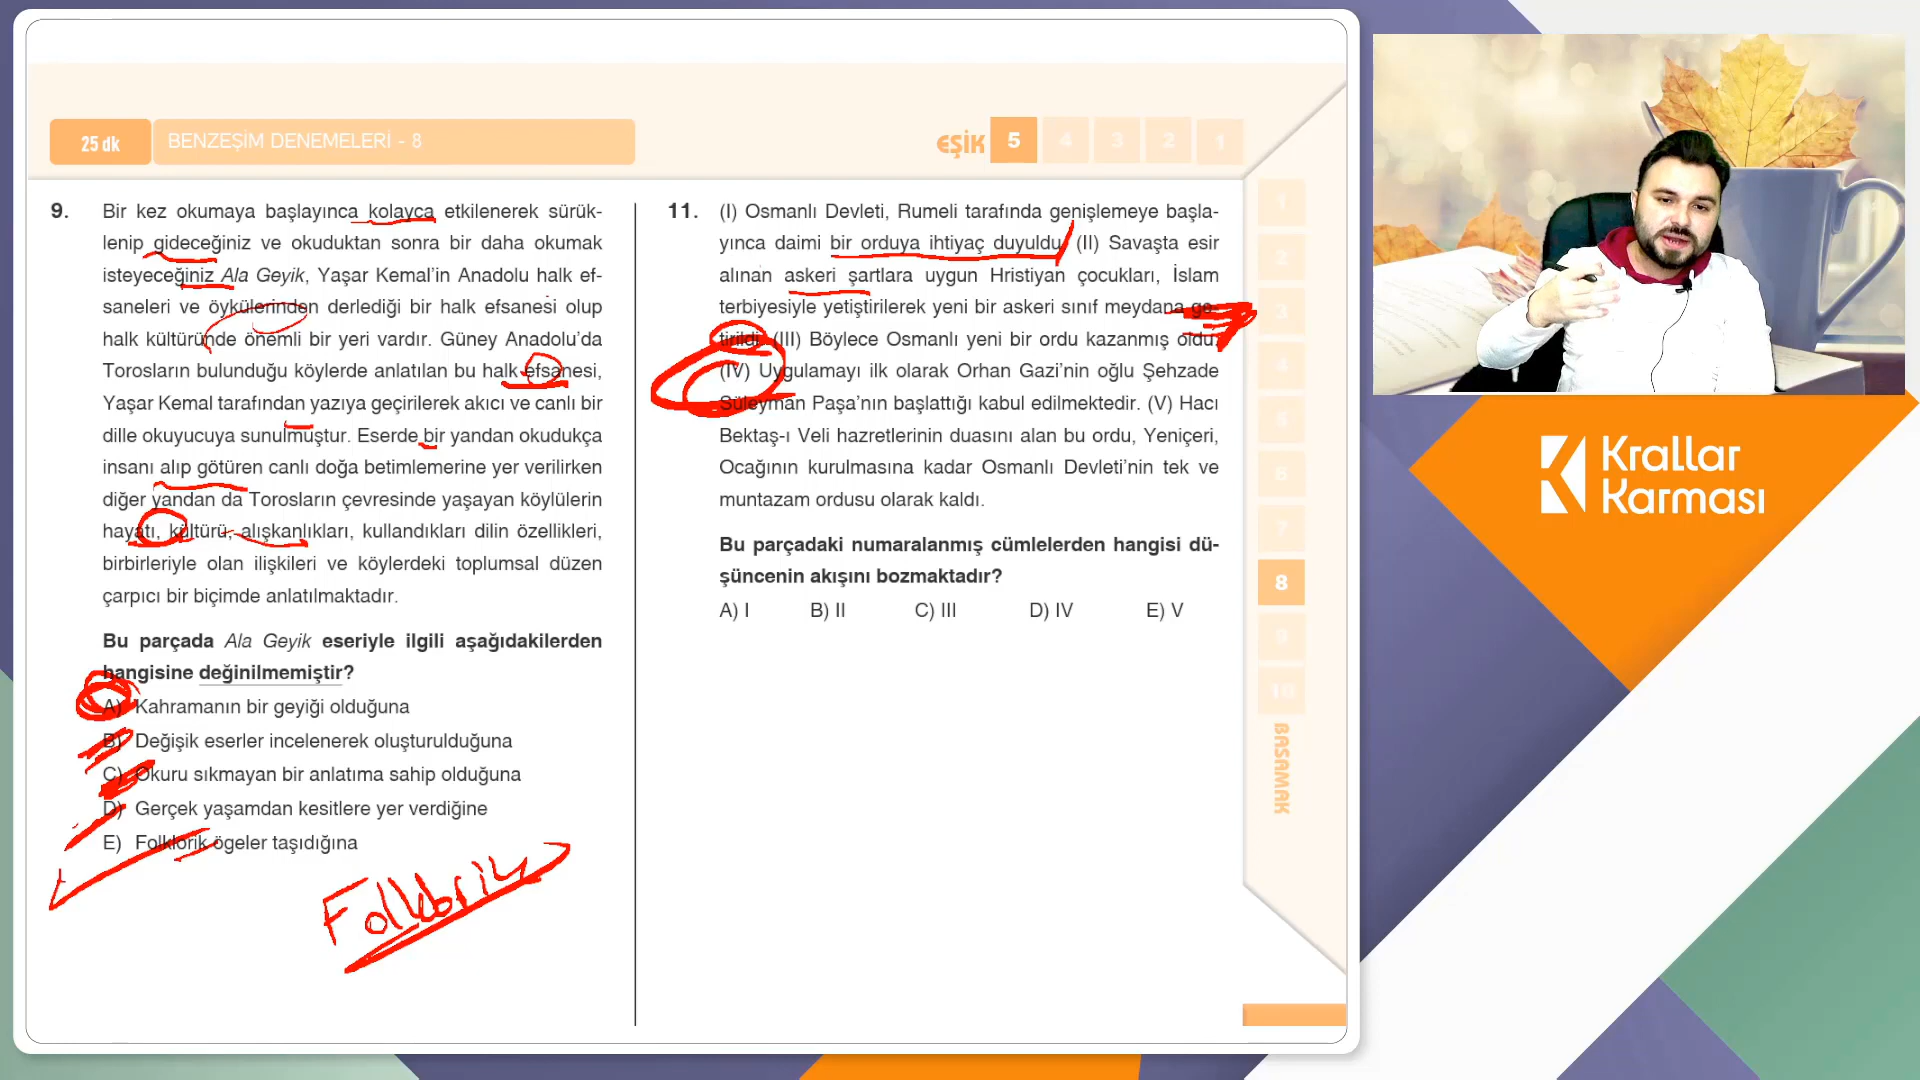 25 dk
BENZEŞİM DENEMELERİ - 8
EŞİK 5 4 3 2 1
9. Bir kez okumaya başlayınca kolayca etkilenerek sürük-
lenip gideceğiniz ve okuduktan sonra bir daha okumak
isteyeceğiniz Ala Geyik, Yaşar Kemal'in Anadolu halk ef-
saneleri ve öykülerinden derlediği bir halk efsanesi olup
halk kültüründe önemli bir yeri vardır. Güney Anadolu'da
Torosların bulunduğu köylerde anlatılan bu halk efsanesi,
Yaşar Kemal tarafından yazıya geçirilerek akıcı ve canlı bir
dille okuyucuya sunulmuştur. Eserde bir yandan okudukça
insanı alıp götüren canlı doğa betimlemerine yer verilirken
diğer yandan da Torosların çevresinde yaşayan köylülerin
hayatı, kültürü, alışkanlıkları, kullandıkları dilin özellikleri,
birbirleriyle olan ilişkileri ve köylerdeki toplumsal düzen
çarpıcı bir biçimde anlatılmaktadır.
Bu parçada Ala Geyik eseriyle ilgili aşağıdakilerden
hangisine değinilmemiştir?
A) Kahramanın bir geyiği olduğuna
B) Değişik eserler incelenerek oluşturulduğuna
C) Okuru sıkmayan bir anlatıma sahip olduğuna
D) Gerçek yaşamdan kesitlere yer verdiğine
E) Folklorik ögeler taşıdığına
Folklorik
11. (I) Osmanlı Devleti, Rumeli tarafında genişlemeye başla-
yınca daimi bir orduya ihtiyaç duyuldu. (II) Savaşta esir
alınan askeri şartlara uygun Hristiyan çocukları, İslam
terbiyesiyle yetiştirilerek yeni bir askeri sınıf meydana ge-
tirildi. (III) Böylece Osmanlı yeni bir ordu kazanmış oldu.
(IV) Uygulamayı ilk olarak Orhan Gazi'nin oğlu Şehzade
Süleyman Paşa'nın başlattığı kabul edilmektedir. (V) Hacı
Bektaş-ı Veli hazretlerinin duasını alan bu ordu, Yeniçeri,
Ocağının kurulmasına kadar Osmanlı Devleti'nin tek ve
muntazam ordusu olarak kaldı.
Bu parçadaki numaralanmış cümlelerden hangisi dü-
şüncenin akışını bozmaktadır?
A) I B) II C) III D) IV E) V
1
2
3
4
5
6
7
8
9
10
BASAMAK
Krallar
Karması